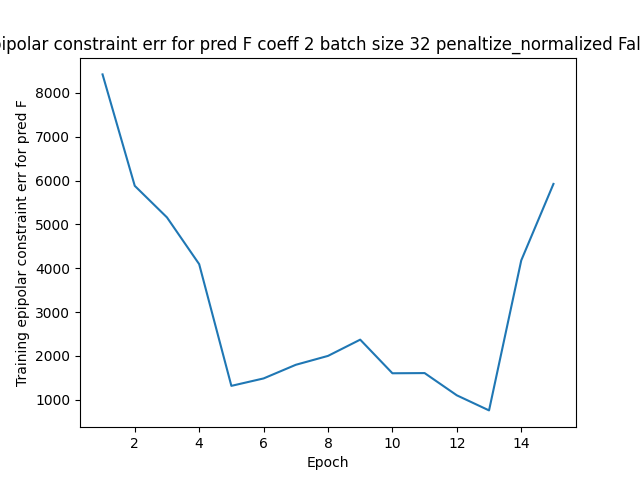 ipolar constraint err for pred F coeff 2 batch size 32 penaltize_normalized Fal
Training epipolar constraint err for pred F
8000
7000
6000
5000
4000
3000
2000
1000
2 4 6 8 10 12 14
Epoch